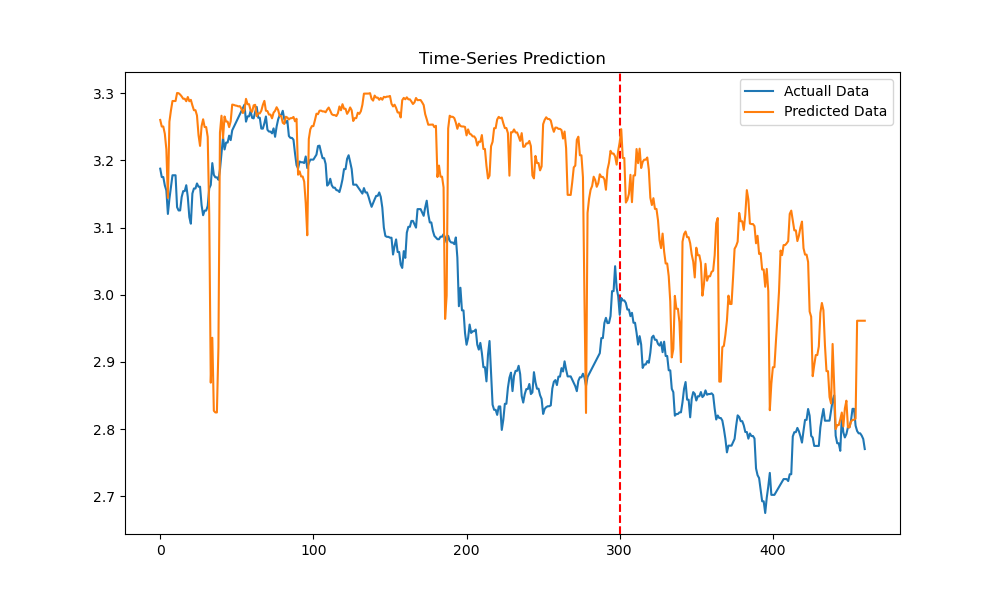 Time-Series Prediction
Actuall Data
Predicted Data
3.3
3.2
3.1
3.0
2.9
2.8
2.7
0 100 200 300 400